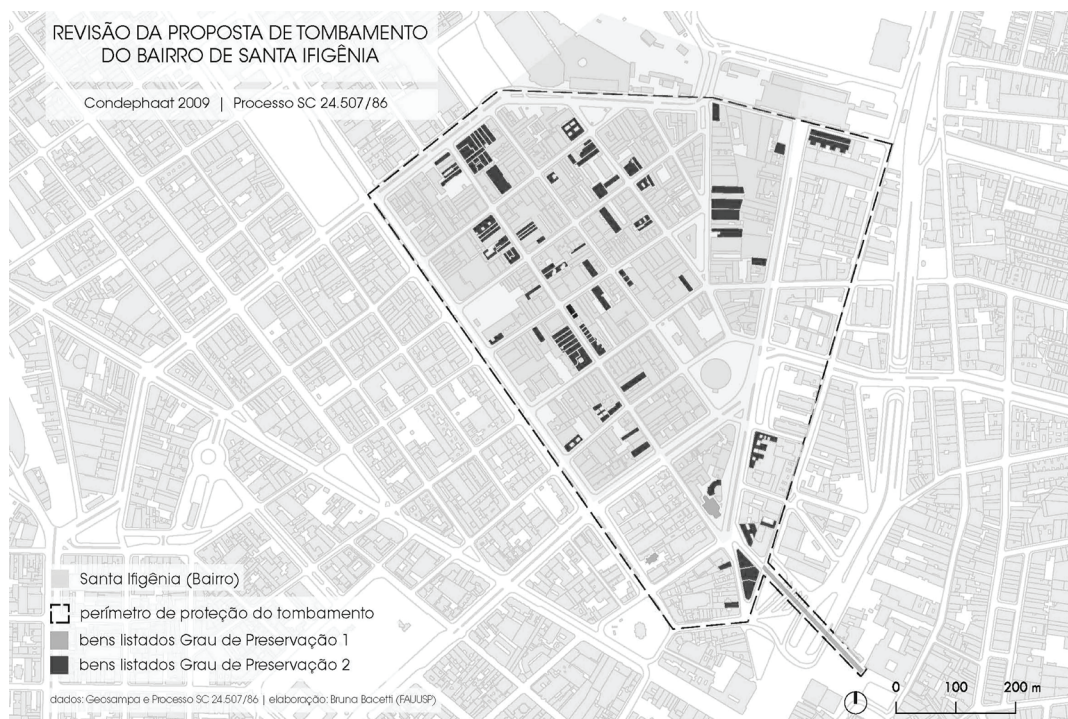 REVISÃO DA PROPOSTA DE TOMBAMENTO
DO BAIRRO DE SANTA IFIGÊNIA
Condephaat 2009 | Processo SC 24.507/86
Santa Ifigênia (Bairro)
perímetro de proteção do tombamento
bens listados Grau de Preservação 1
bens listados Grau de Preservação 2
dados: Geosampa e Processo SC 24.507/86 | elaboração: Bruna Bacetti (FAUUSP)
0 100 200 m